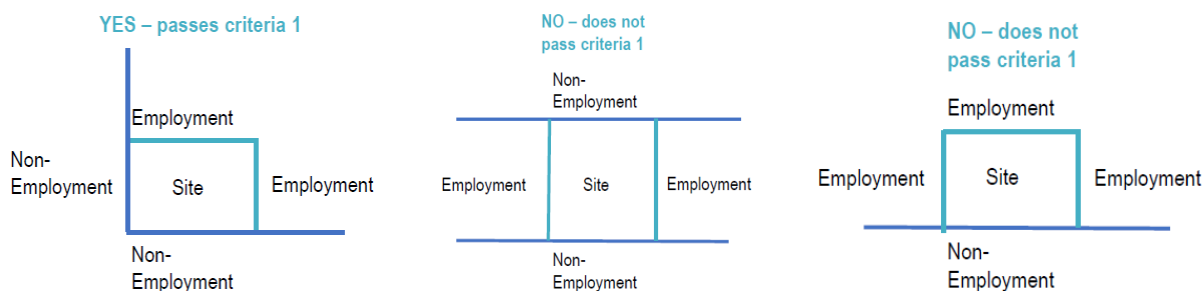 YES – passes criteria 1
Employment
Non-
Employment
Site
Employment
Non-
Employment
NO – does not
pass criteria 1
Non-
Employment
Employment
Site
Employment
Non-
Employment
NO – does not
pass criteria 1
Employment
Employment
Site
Employment
Non-
Employment